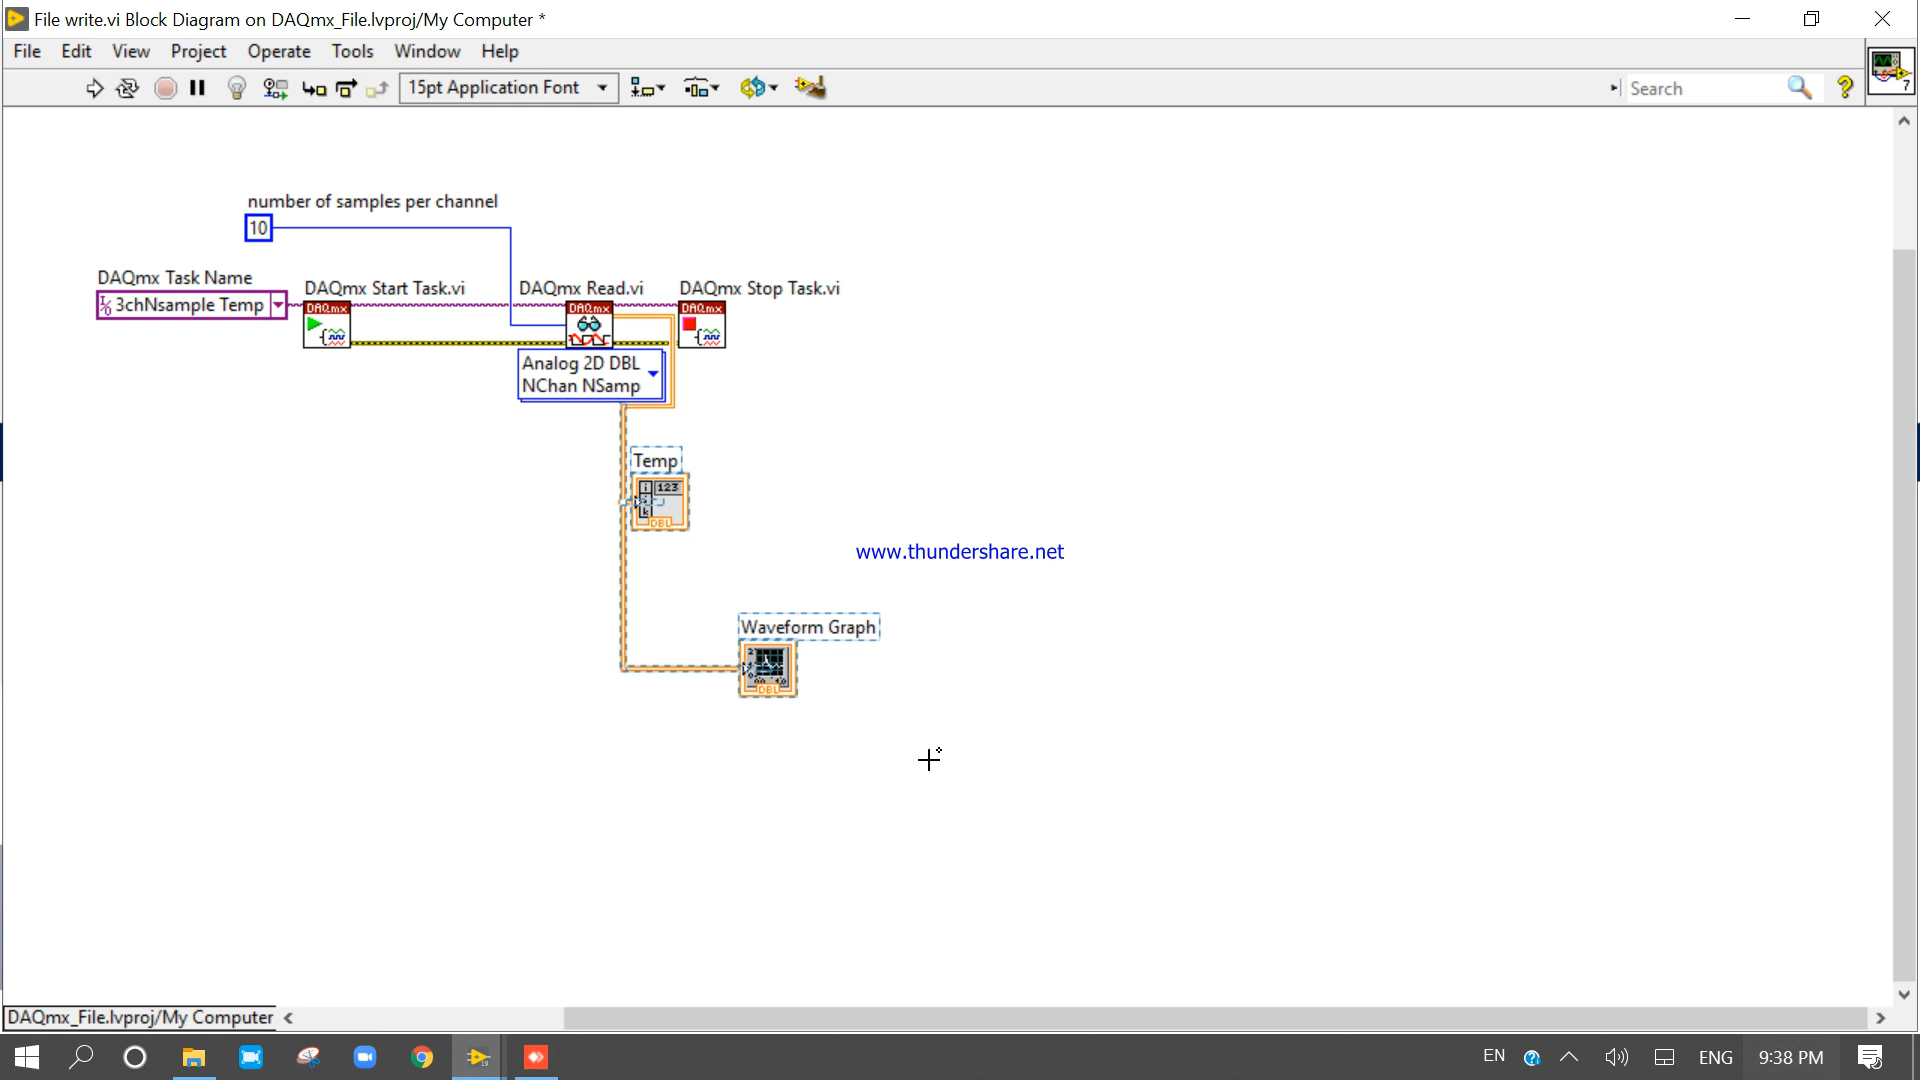 File write.vi Block Diagram on DAQmx_File.lvproj/My Computer *
File Edit View Project Operate Tools Window Help
15pt Application Font
Search
7
number of samples per channel
10
DAQmx Task Name
3chNsample Temp
DAQmx Start Task.vi
DAQmx Read.vi
DAQmx Stop Task.vi
DAQmx
DAQmx
DAQmx
Analog 2D DBL
NChan NSamp
Temp
123
DBL
www.thundershare.net
Waveform Graph
DBL
DAQmx_File.lvproj/My Computer
EN ENG 9:38 PM